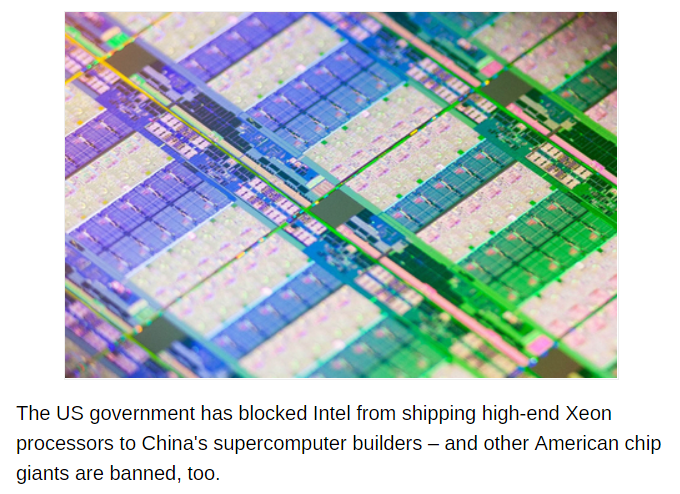 The US government has blocked Intel from shipping high-end Xeon
processors to China's supercomputer builders – and other American chip
giants are banned, too.